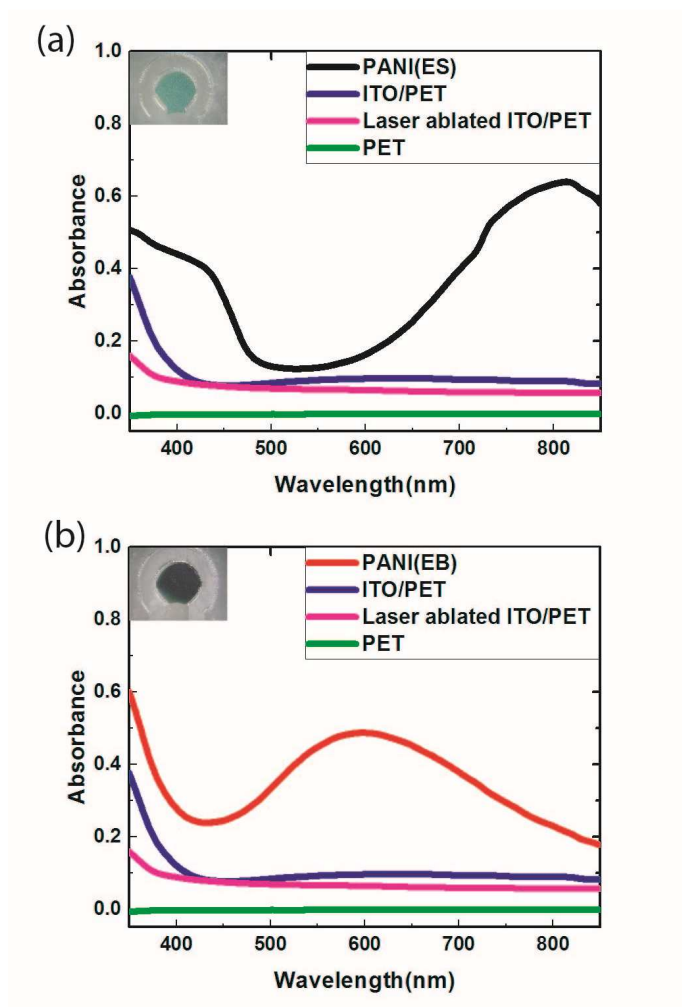 (a)
1.0
0.8
0.6
0.4
0.2
0.0
Absorbance
PANI(ES)
ITO/PET
Laser ablated ITO/PET
PET
400 500 600 700 800
Wavelength(nm)
(b)
1.0
0.8
0.6
0.4
0.2
0.0
Absorbance
PANI(EB)
ITO/PET
Laser ablated ITO/PET
PET
400 500 600 700 800
Wavelength(nm)